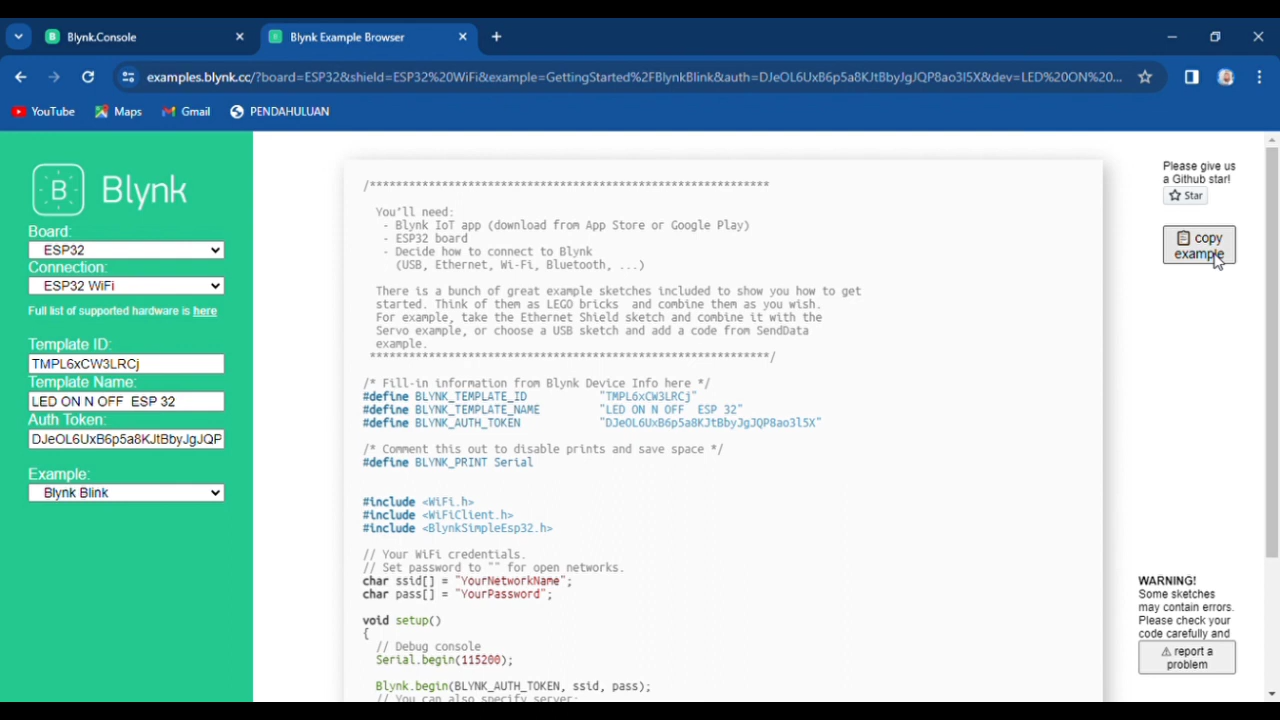 Blynk.Console
Blynk Example Browser
examples.blynk.cc/?board=ESP32&shield=ESP32%20WiFi&example=GettingStarted%2FBlynkBlink&auth=DJeOL6UxB6p5a8KJtBbyJgJQP8ao3l5X&dev=LED%20ON%20...
YouTube
Maps
Gmail
PENDAHULUAN
B Blynk
Board:
ESP32
Connection:
ESP32 WiFi
Full list of supported hardware is here
Template ID:
TMPL6xCW3LRCj
Template Name:
LED ON N OFF  ESP 32
Auth Token:
DJeOL6UxB6p5a8KJtBbyJgJQP
Example:
Blynk Blink
/*************************************************************
You'll need:
- Blynk IoT app (download from App Store or Google Play)
- ESP32 board
- Decide how to connect to Blynk
(USB, Ethernet, Wi-Fi, Bluetooth, ...)
There is a bunch of great example sketches included to show you how to get
started. Think of them as LEGO bricks  and combine them as you wish.
For example, take the Ethernet Shield sketch and combine it with the
Servo example, or choose a USB sketch and add a code from SendData
example.
*************************************************************/
/* Fill-in information from Blynk Device Info here */
#define BLYNK_TEMPLATE_ID           "TMPL6xCW3LRCj"
#define BLYNK_TEMPLATE_NAME         "LED ON N OFF  ESP 32"
#define BLYNK_AUTH_TOKEN            "DJeOL6UxB6p5a8KJtBbyJgJQP8ao3l5X"
/* Comment this out to disable prints and save space */
#define BLYNK_PRINT Serial
#include <WiFi.h>
#include <WiFiClient.h>
#include <BlynkSimpleEsp32.h>
// Your WiFi credentials.
// Set password to "" for open networks.
char ssid[] = "YourNetworkName";
char pass[] = "YourPassword";
void setup()
{
// Debug console
Serial.begin(115200);
Blynk.begin(BLYNK_AUTH_TOKEN, ssid, pass);
// You can also specify server:
Please give us
a Github star!
Star
copy
example
WARNING!
Some sketches
may contain errors.
Please check your
code carefully and
⚠ report a
problem